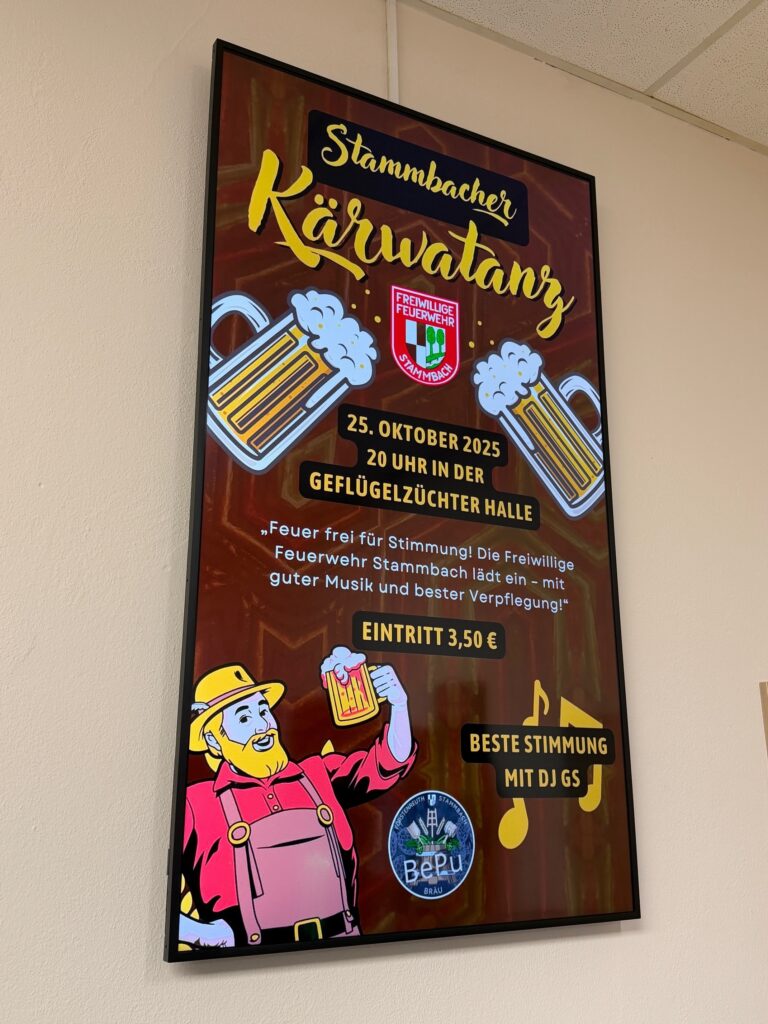 Stammbacher
Kärwatanz
FREIWILLIGE
FEUERWEHR
STAMMBACH
25. OKTOBER 2025
20 UHR IN DER
GEFLÜGELZÜCHTER HALLE
„Feuer frei für Stimmung! Die Freiwillige
Feuerwehr Stammbach lädt ein – mit
guter Musik und bester Verpflegung!“
EINTRITT 3,50 €
BESTE STIMMUNG
MIT DJ GS
FÖRSTENREUTH STAMMBACH
BePu
BRÄU